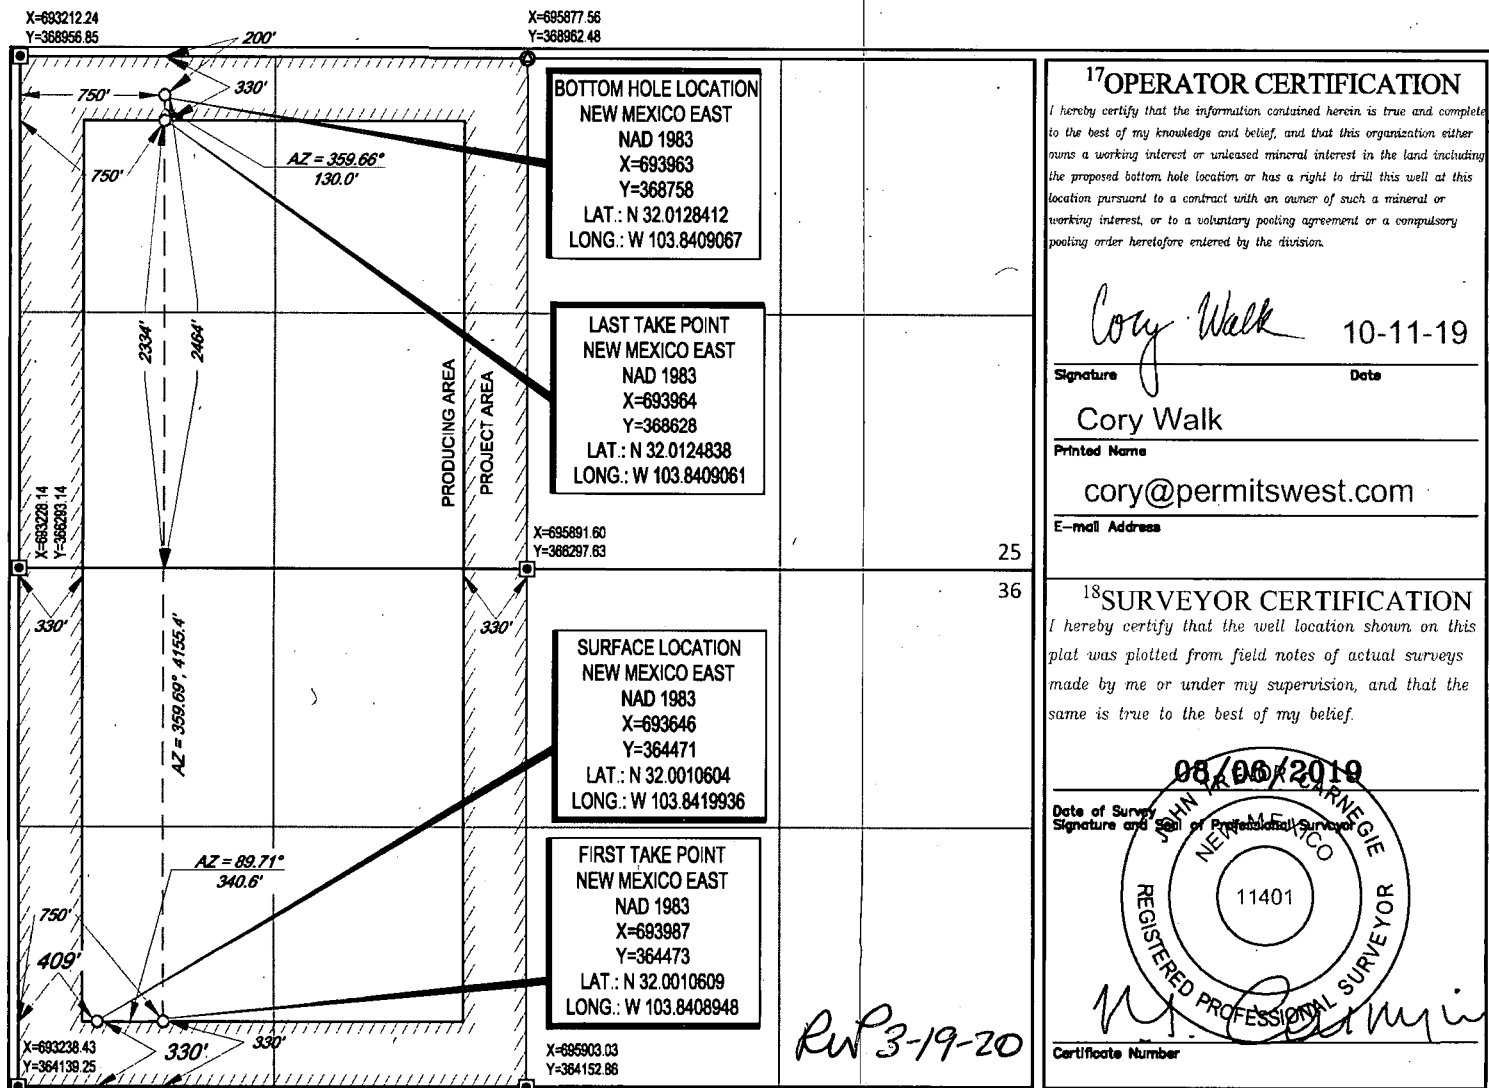 X=693212.24
Y=368956.85
X=695877.56
Y=368962.48
200'
330'
750'
750'
AZ = 359.66°
130.0'
BOTTOM HOLE LOCATION
NEW MEXICO EAST
NAD 1983
X=693963
Y=368758
LAT.: N 32.0128412
LONG.: W 103.8409067
2334'
2464'
PRODUCING AREA
PROJECT AREA
LAST TAKE POINT
NEW MEXICO EAST
NAD 1983
X=693964
Y=368628
LAT.: N 32.0124838
LONG.: W 103.8409061
X=693228.14
Y=366293.14
X=695891.60
Y=366297.63
25
36
330'
330'
AZ = 359.69°, 4155.4'
SURFACE LOCATION
NEW MEXICO EAST
NAD 1983
X=693646
Y=364471
LAT.: N 32.0010604
LONG.: W 103.8419936
AZ = 89.71°
340.6'
FIRST TAKE POINT
NEW MEXICO EAST
NAD 1983
X=693987
Y=364473
LAT.: N 32.0010609
LONG.: W 103.8408948
750'
409'
330'
330'
X=693238.43
Y=364139.25
X=695903.03
Y=364152.86
RWP 3-19-20
17 OPERATOR CERTIFICATION
I hereby certify that the information contained herein is true and complete
to the best of my knowledge and belief, and that this organization either
owns a working interest or unleased mineral interest in the land including
the proposed bottom hole location or has a right to drill this well at this
location pursuant to a contract with an owner of such a mineral or
working interest, or to a voluntary pooling agreement or a compulsory
pooling order heretofore entered by the division.
Cory Walk 10-11-19
Signature Date
Cory Walk
Printed Name
cory@permitswest.com
E-mail Address
18 SURVEYOR CERTIFICATION
I hereby certify that the well location shown on this
plat was plotted from field notes of actual surveys
made by me or under my supervision, and that the
same is true to the best of my belief.
08/06/2019
Date of Survey
Signature and Seal of Professional Surveyor
JOHN TREVOR CARNEGIE
NEW MEXICO
11401
REGISTERED PROFESSIONAL SURVEYOR
Certificate Number